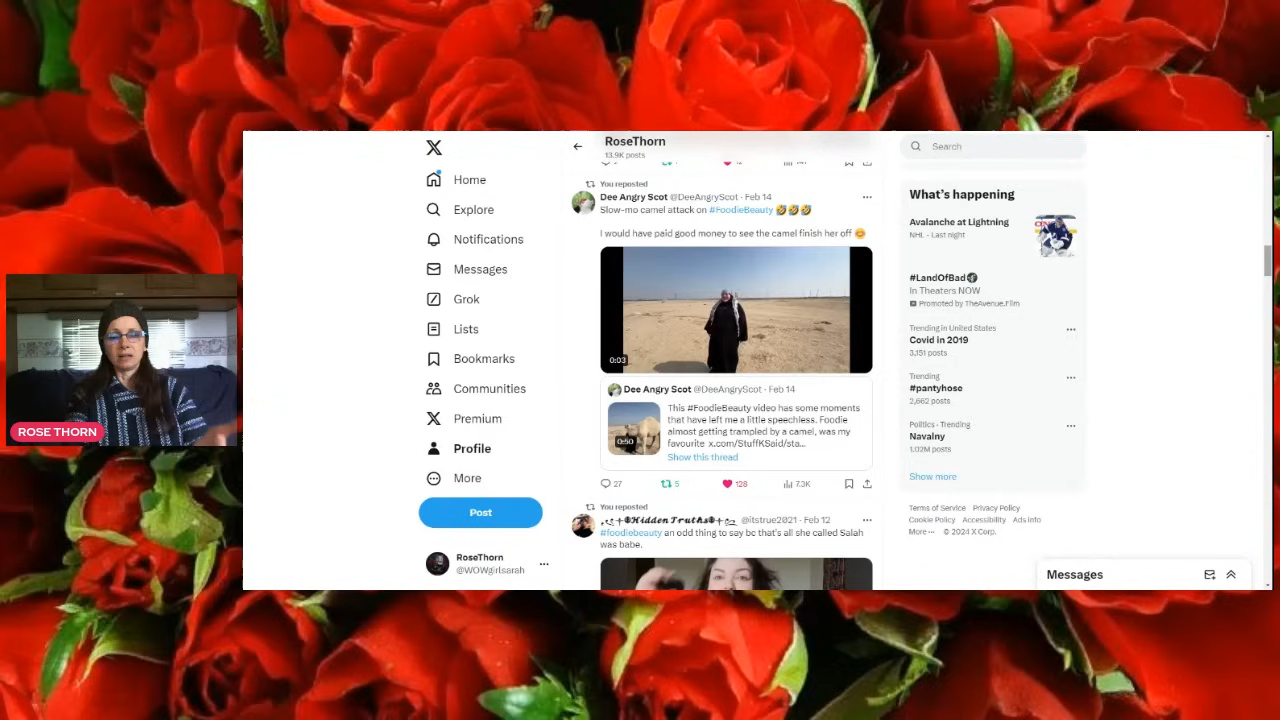 ROSE THORN
Home
Explore
Notifications
Messages
Grok
Lists
Bookmarks
Communities
Premium
Profile
More
Post
RoseThorn
@WOWgirlsarah
RoseThorn
13.9K posts
You reposted
Dee Angry Scot @DeeAngryScot · Feb 14
Slow-mo camel attack on #FoodieBeauty 🤣🤣🤣
I would have paid good money to see the camel finish her off 😊
0:03
Dee Angry Scot @DeeAngryScot · Feb 14
This #FoodieBeauty video has some moments
that have left me a little speechless. Foodie
almost getting trampled by a camel, was my
favourite x.com/StuffKSaid/sta...
0:50
Show this thread
27 5 128 7.3K
You reposted
𝓗𝓲𝓭𝓭𝓮𝓷 𝓣𝓻𝓾𝓽𝓱𝓼 @itstrue2021 · Feb 12
#foodiebeauty an odd thing to say bc that's all she called Salah
was babe.
Search
What's happening
Avalanche at Lightning
NHL · Last night
#LandOfBad
In Theaters NOW
Promoted by TheAvenue.Film
Trending in United States
Covid in 2019
3,151 posts
Trending
#pantyhose
2,662 posts
Politics · Trending
Navalny
1.02M posts
Show more
Terms of Service Privacy Policy
Cookie Policy Accessibility Ads info
More ··· © 2024 X Corp.
Messages